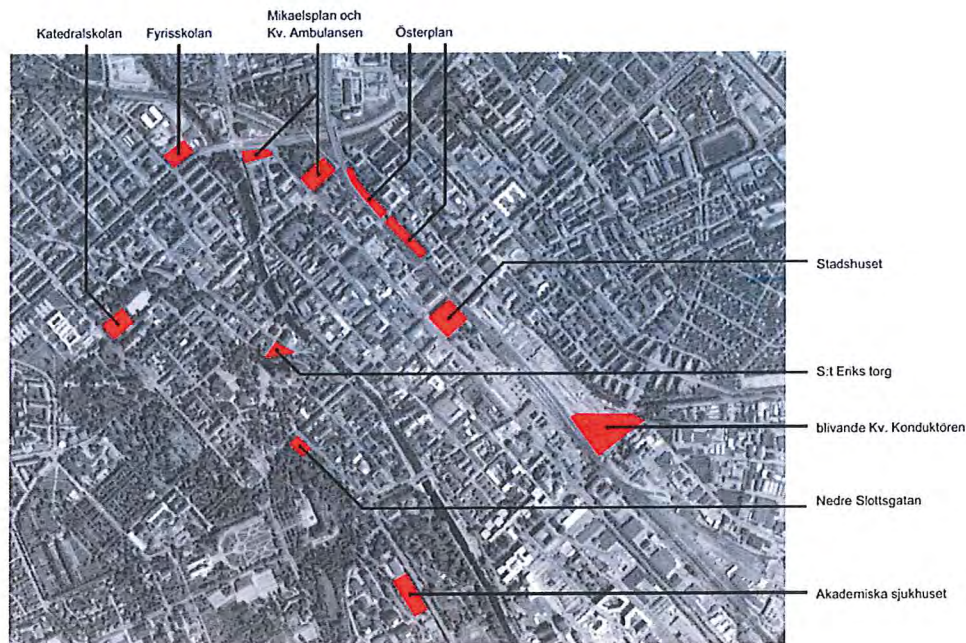 Katedralskolan
Fyrisskolan
Mikaelsplan och
Kv. Ambulansen
Österplan
Stadshuset
S:t Eriks torg
blivande Kv. Konduktören
Nedre Slottsgatan
Akademiska sjukhuset